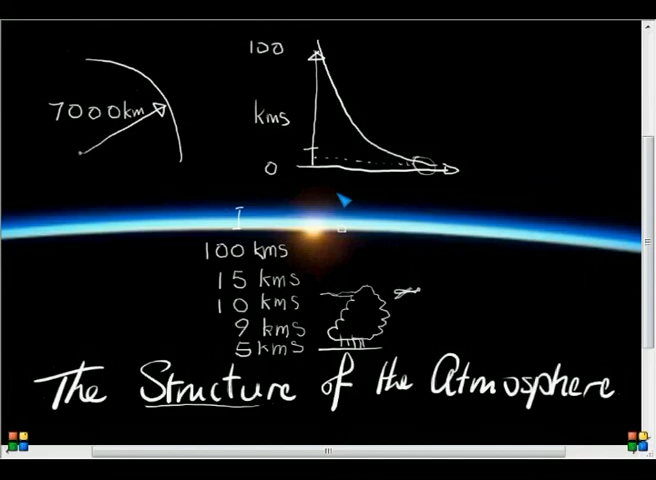 100
7000km
kms
0
100 kms
15 kms
10 kms
9 kms
5 kms
The Structure of the Atmosphere